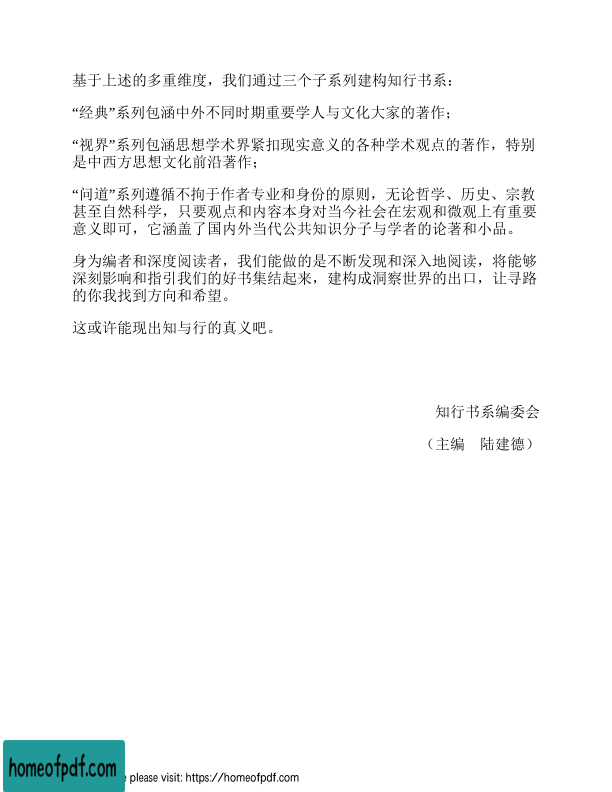 基于上述的多重维度，我们通过三个子系列建构知行书系：
“经典”系列包涵中外不同时期重要学人与文化大家的著作；
“视界”系列包涵思想学术界紧扣现实意义的各种学术观点的著作，特别
是中西方思想文化前沿著作；
“问道”系列遵循不拘于作者专业和身份的原则，无论哲学、历史、宗教
甚至自然科学，只要观点和内容本身对当今社会在宏观和微观上有重要
意义即可，它涵盖了国内外当代公共知识分子与学者的论著和小品。
身为编者和深度阅读者，我们能做的是不断发现和深入地阅读，将能够
深刻影响和指引我们的好书集结起来，建构成洞察世界的出口，让寻路
的你我找到方向和希望。
这或许能现出知与行的真义吧。
知行书系编委会
（主编　陆建德）
homeofpdf.com
e please visit: https://homeofpdf.com